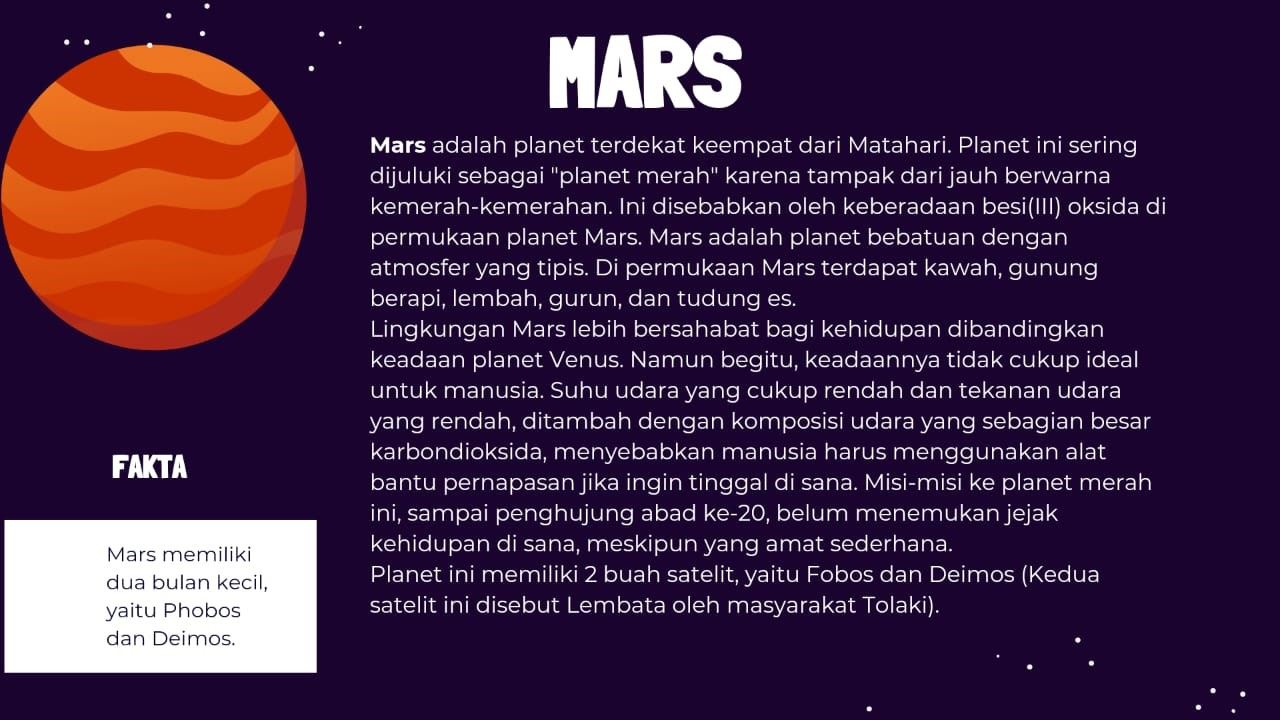 MARS
Mars adalah planet terdekat keempat dari Matahari. Planet ini sering
dijuluki sebagai "planet merah" karena tampak dari jauh berwarna
kemerah-kemerahan. Ini disebabkan oleh keberadaan besi(III) oksida di
permukaan planet Mars. Mars adalah planet bebatuan dengan
atmosfer yang tipis. Di permukaan Mars terdapat kawah, gunung
berapi, lembah, gurun, dan tudung es.
Lingkungan Mars lebih bersahabat bagi kehidupan dibandingkan
keadaan planet Venus. Namun begitu, keadaannya tidak cukup ideal
untuk manusia. Suhu udara yang cukup rendah dan tekanan udara
yang rendah, ditambah dengan komposisi udara yang sebagian besar
karbondioksida, menyebabkan manusia harus menggunakan alat
bantu pernapasan jika ingin tinggal di sana. Misi-misi ke planet merah
ini, sampai penghujung abad ke-20, belum menemukan jejak
kehidupan di sana, meskipun yang amat sederhana.
Planet ini memiliki 2 buah satelit, yaitu Fobos dan Deimos (Kedua
satelit ini disebut Lembata oleh masyarakat Tolaki).
FAKTA
Mars memiliki
dua bulan kecil,
yaitu Phobos
dan Deimos.